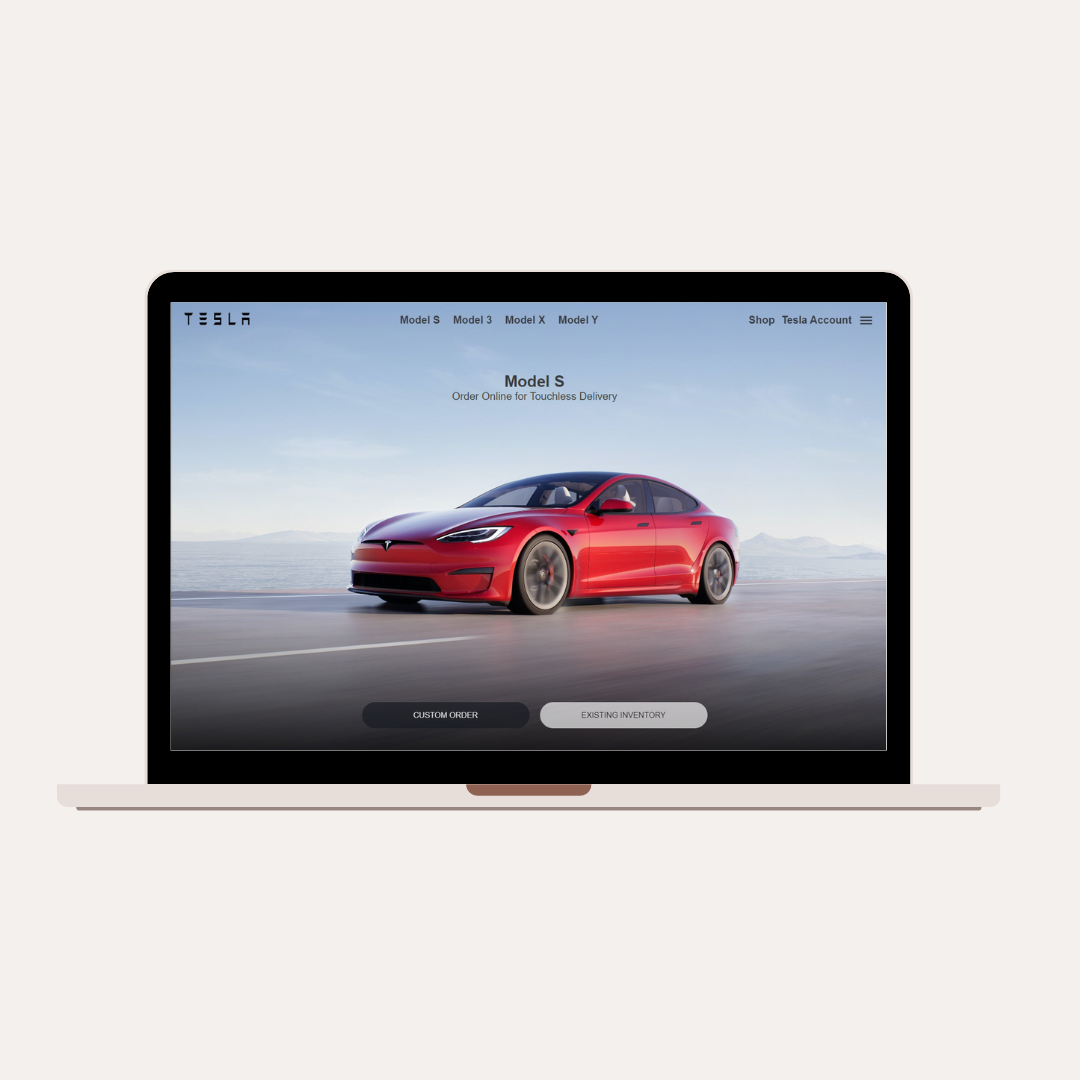 TESLA Model S Model 3 Model X Model Y Shop Tesla Account
Model S
Order Online for Touchless Delivery
CUSTOM ORDER EXISTING INVENTORY